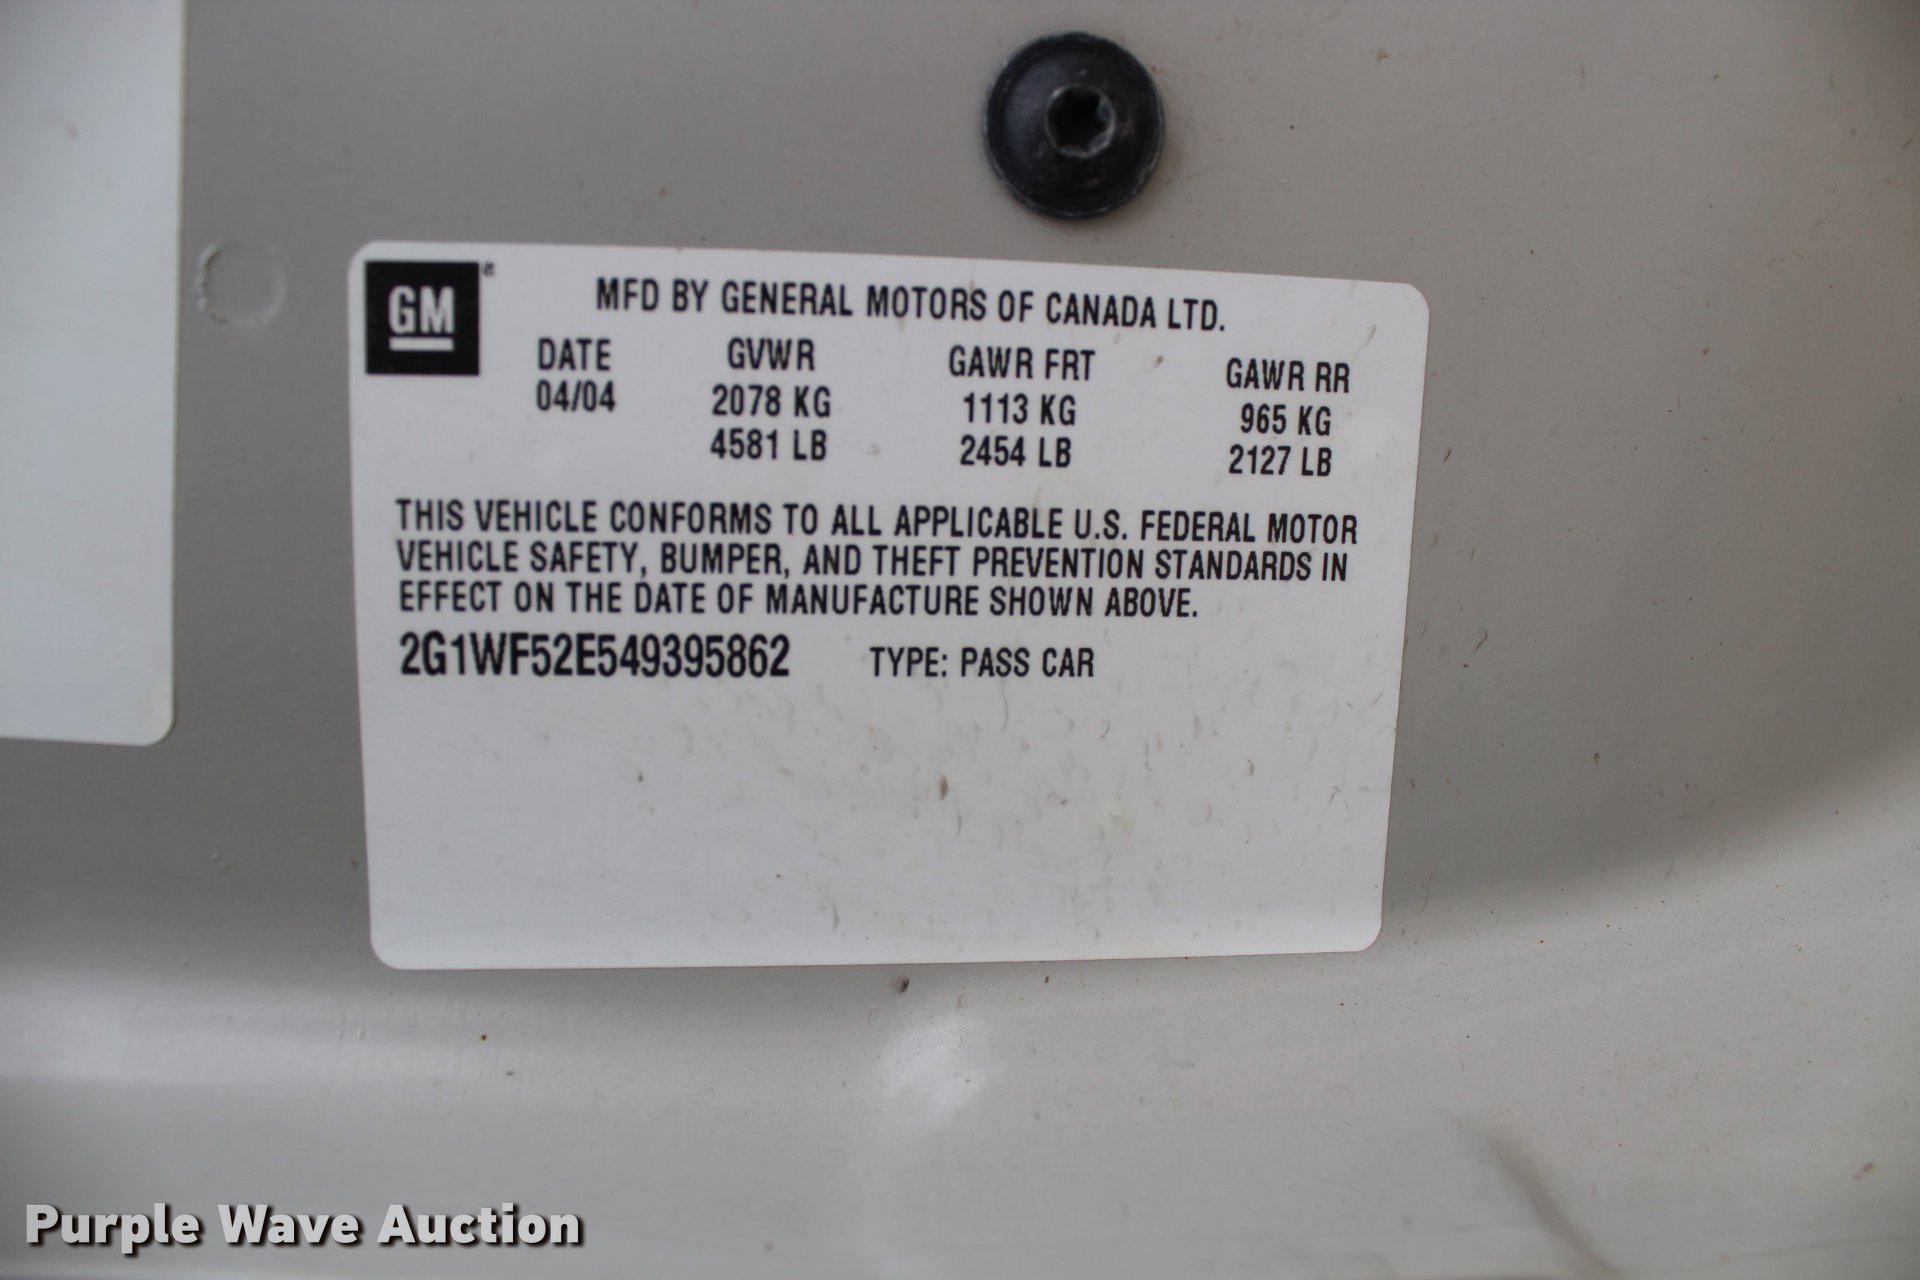 GM
MFD BY GENERAL MOTORS OF CANADA LTD.
DATE GVWR GAWR FRT GAWR RR
04/04 2078 KG 1113 KG 965 KG
4581 LB 2454 LB 2127 LB
THIS VEHICLE CONFORMS TO ALL APPLICABLE U.S. FEDERAL MOTOR
VEHICLE SAFETY, BUMPER, AND THEFT PREVENTION STANDARDS IN
EFFECT ON THE DATE OF MANUFACTURE SHOWN ABOVE.
2G1WF52E549395862 TYPE: PASS CAR
Purple Wave Auction